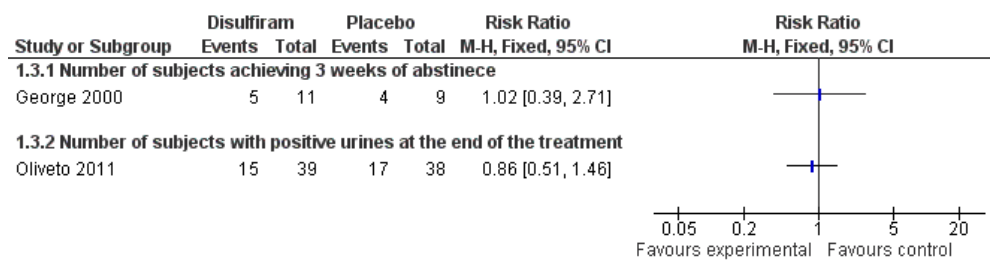 Disulfiram Placebo Risk Ratio Risk Ratio
Study or Subgroup Events Total Events Total M-H, Fixed, 95% CI M-H, Fixed, 95% CI
1.3.1 Number of subjects achieving 3 weeks of abstinece
George 2000 5 11 4 9 1.02 [0.39, 2.71]
1.3.2 Number of subjects with positive urines at the end of the treatment
Oliveto 2011 15 39 17 38 0.86 [0.51, 1.46]
0.05 0.2 1 5 20
Favours experimental Favours control